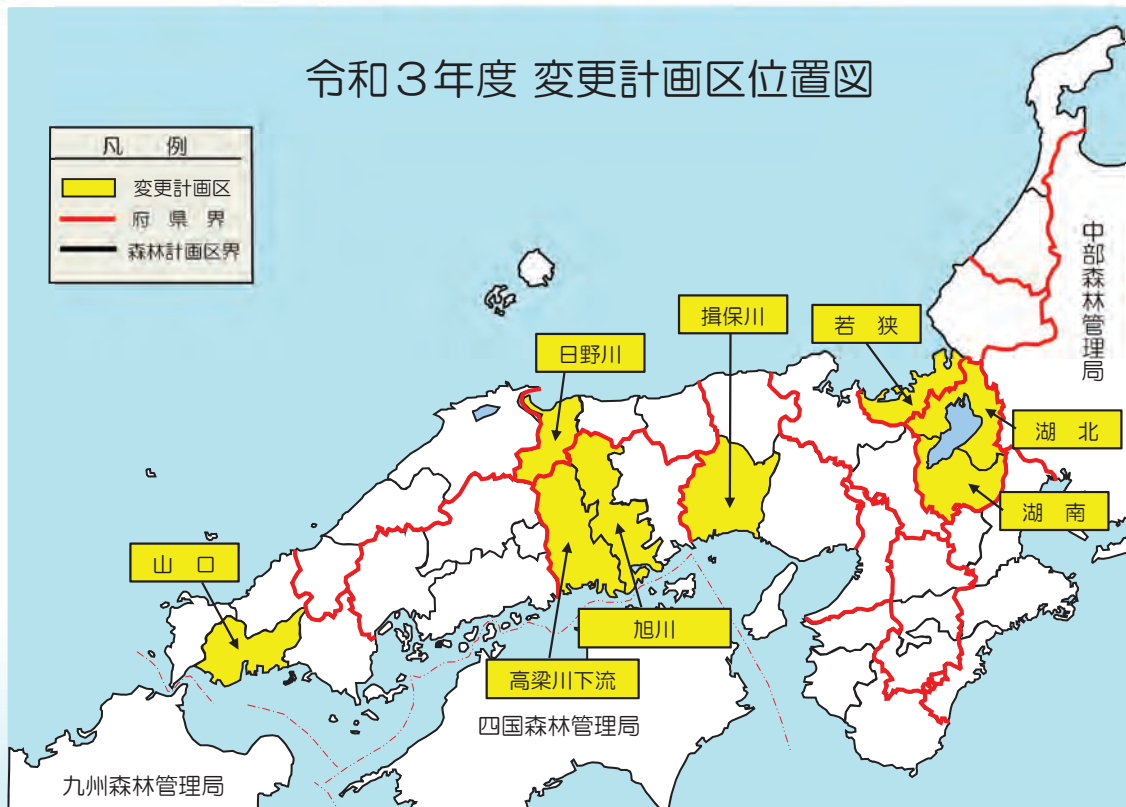 令和3年度 変更計画区位置図
凡 例
変更計画区
府 県 界
森林計画区界
中部森林管理局
揖保川
若 狭
日野川
湖 北
湖 南
山 口
旭川
高梁川下流
四国森林管理局
九州森林管理局